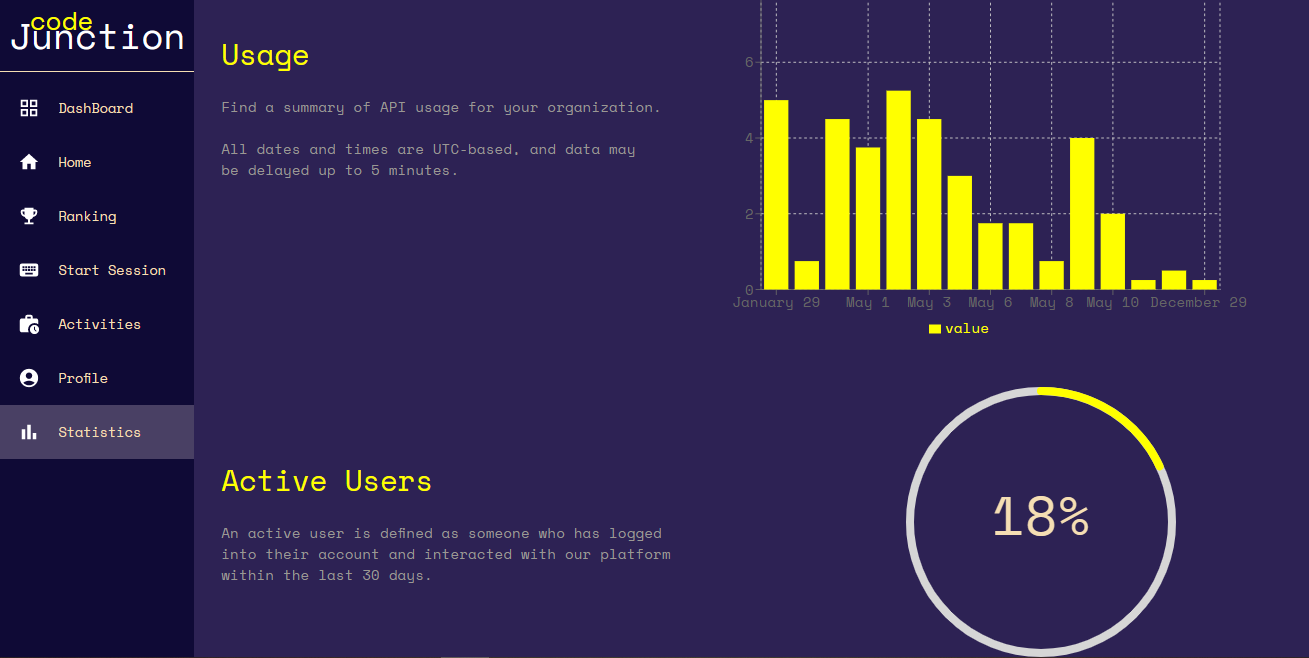 code
Junction
DashBoard
Home
Ranking
Start Session
Activities
Profile
Statistics
Usage
Find a summary of API usage for your organization.
All dates and times are UTC-based, and data may
be delayed up to 5 minutes.
6
4
2
0
January 29 May 1 May 3 May 6 May 8 May 10 December 29
value
Active Users
An active user is defined as someone who has logged
into their account and interacted with our platform
within the last 30 days.
18%